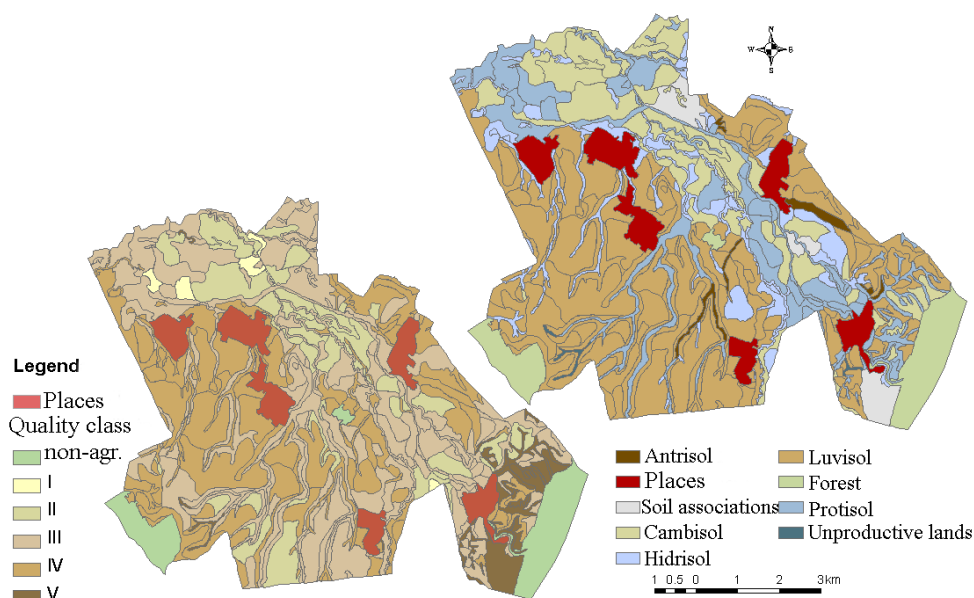 N
W E
S
Legend
Places
Quality class
non-agr.
I
II
III
IV
V
Antrisol
Places
Soil associations
Cambisol
Hidrisol
Luvisol
Forest
Protisol
Unproductive lands
1 0.5 0 1 2 3km